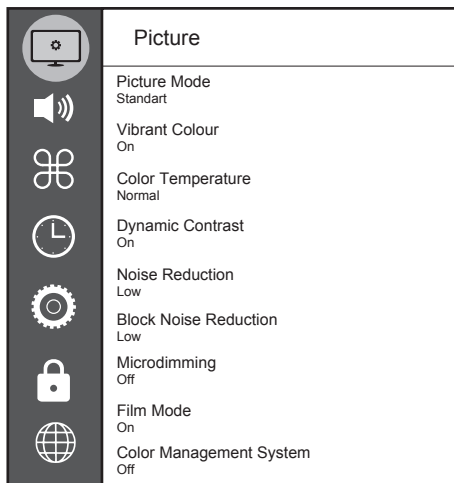 Picture
Picture Mode
Standart
Vibrant Colour
On
Color Temperature
Normal
Dynamic Contrast
On
Noise Reduction
Low
Block Noise Reduction
Low
Microdimming
Off
Film Mode
On
Color Management System
Off